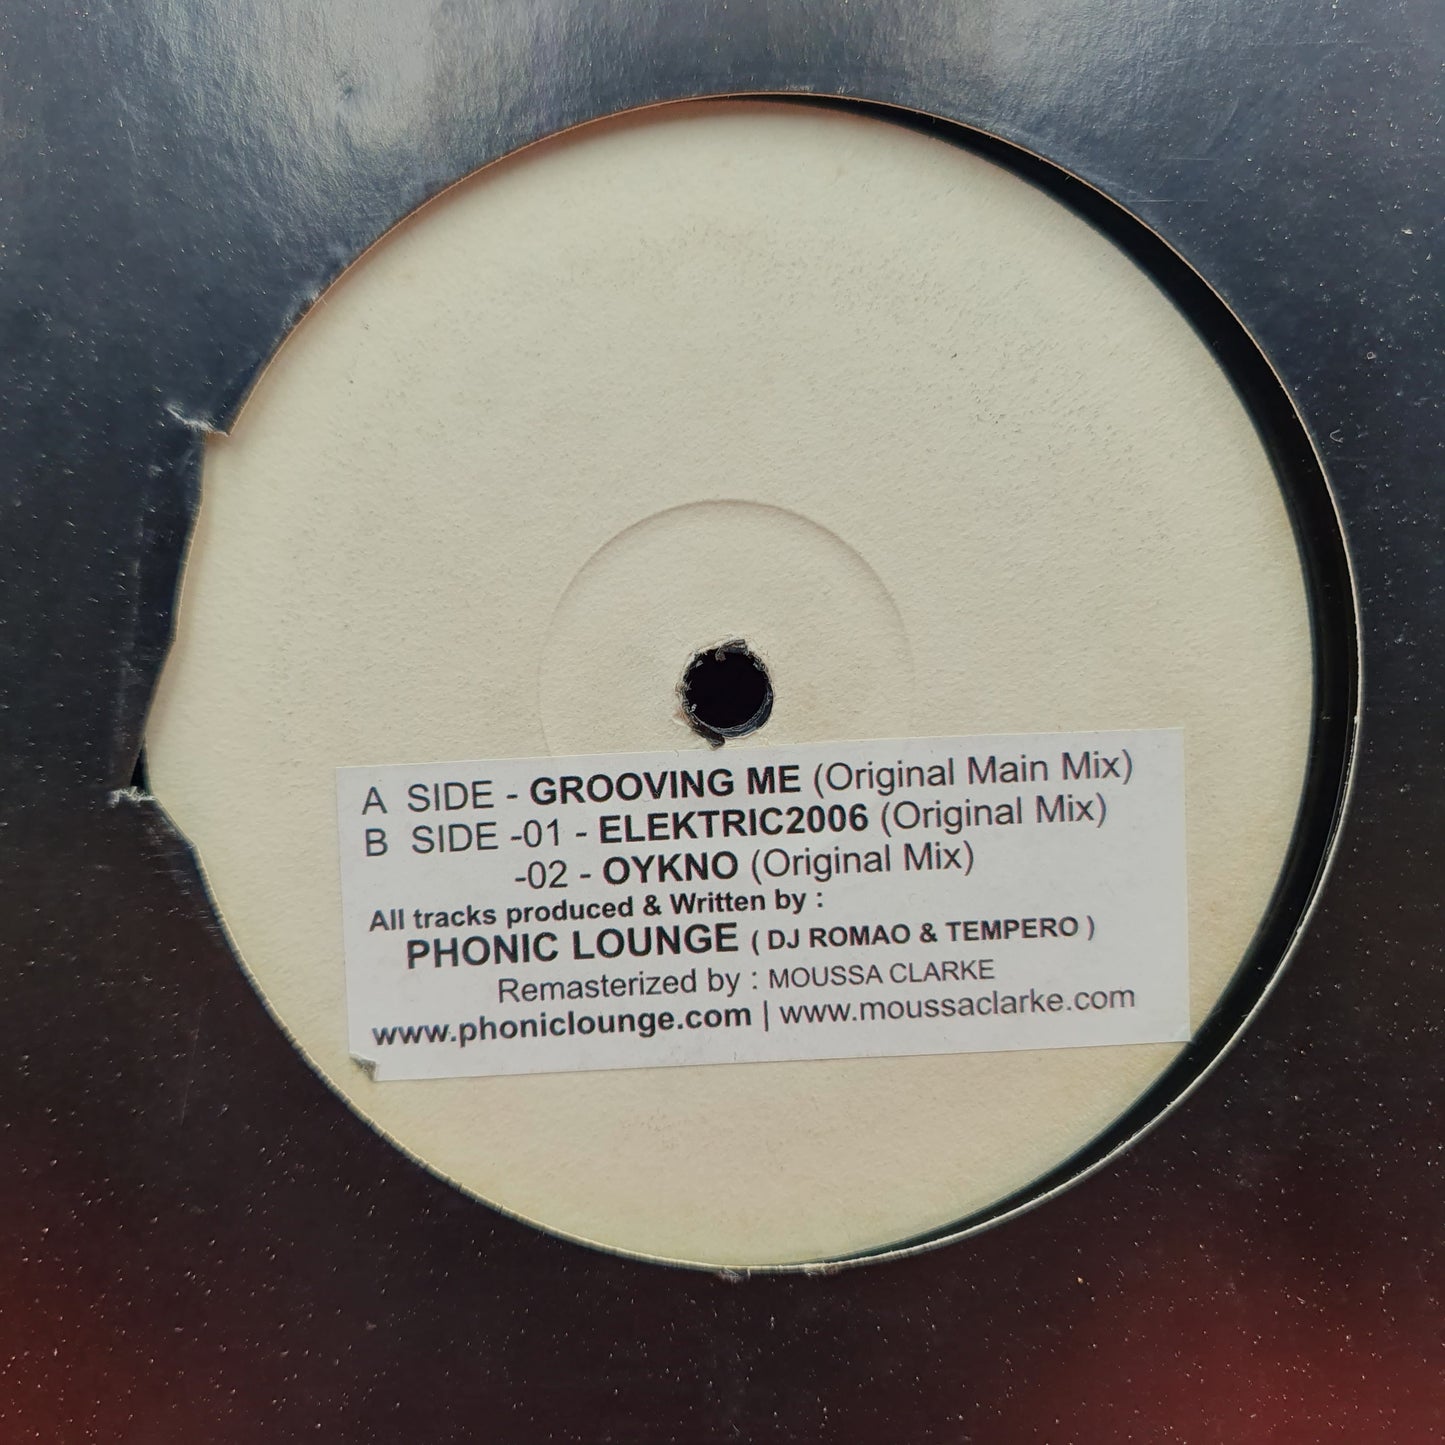 A SIDE - GROOVING ME (Original Main Mix)
B SIDE -01 - ELEKTRIC2006 (Original Mix)
-02 - OYKNO (Original Mix)
All tracks produced & Written by :
PHONIC LOUNGE ( DJ ROMAO & TEMPERO )
Remasterized by : MOUSSA CLARKE
www.phoniclounge.com | www.moussaclarke.com